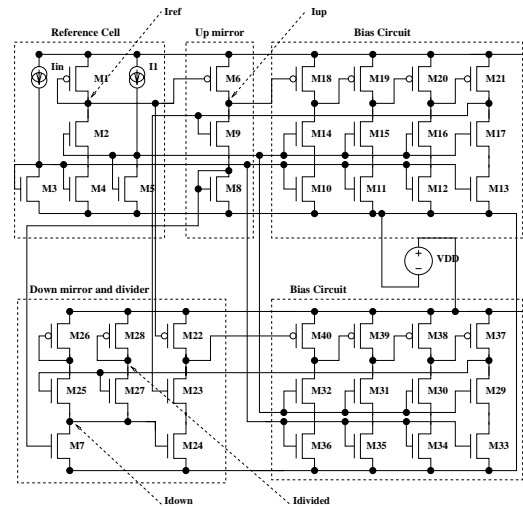 Iref Iup
Reference Cell Up mirror Bias Circuit
Iin M1 I1 M6 M18 M19 M20 M21
M2 M9 M14 M15 M16 M17
M3 M4 M5 M8 M10 M11 M12 M13
+ VDD
−
Down mirror and divider Bias Circuit
M26 M28 M22 M40 M39 M38 M37
M25 M27 M23 M32 M31 M30 M29
M7 M24 M36 M35 M34 M33
Idown Idivided